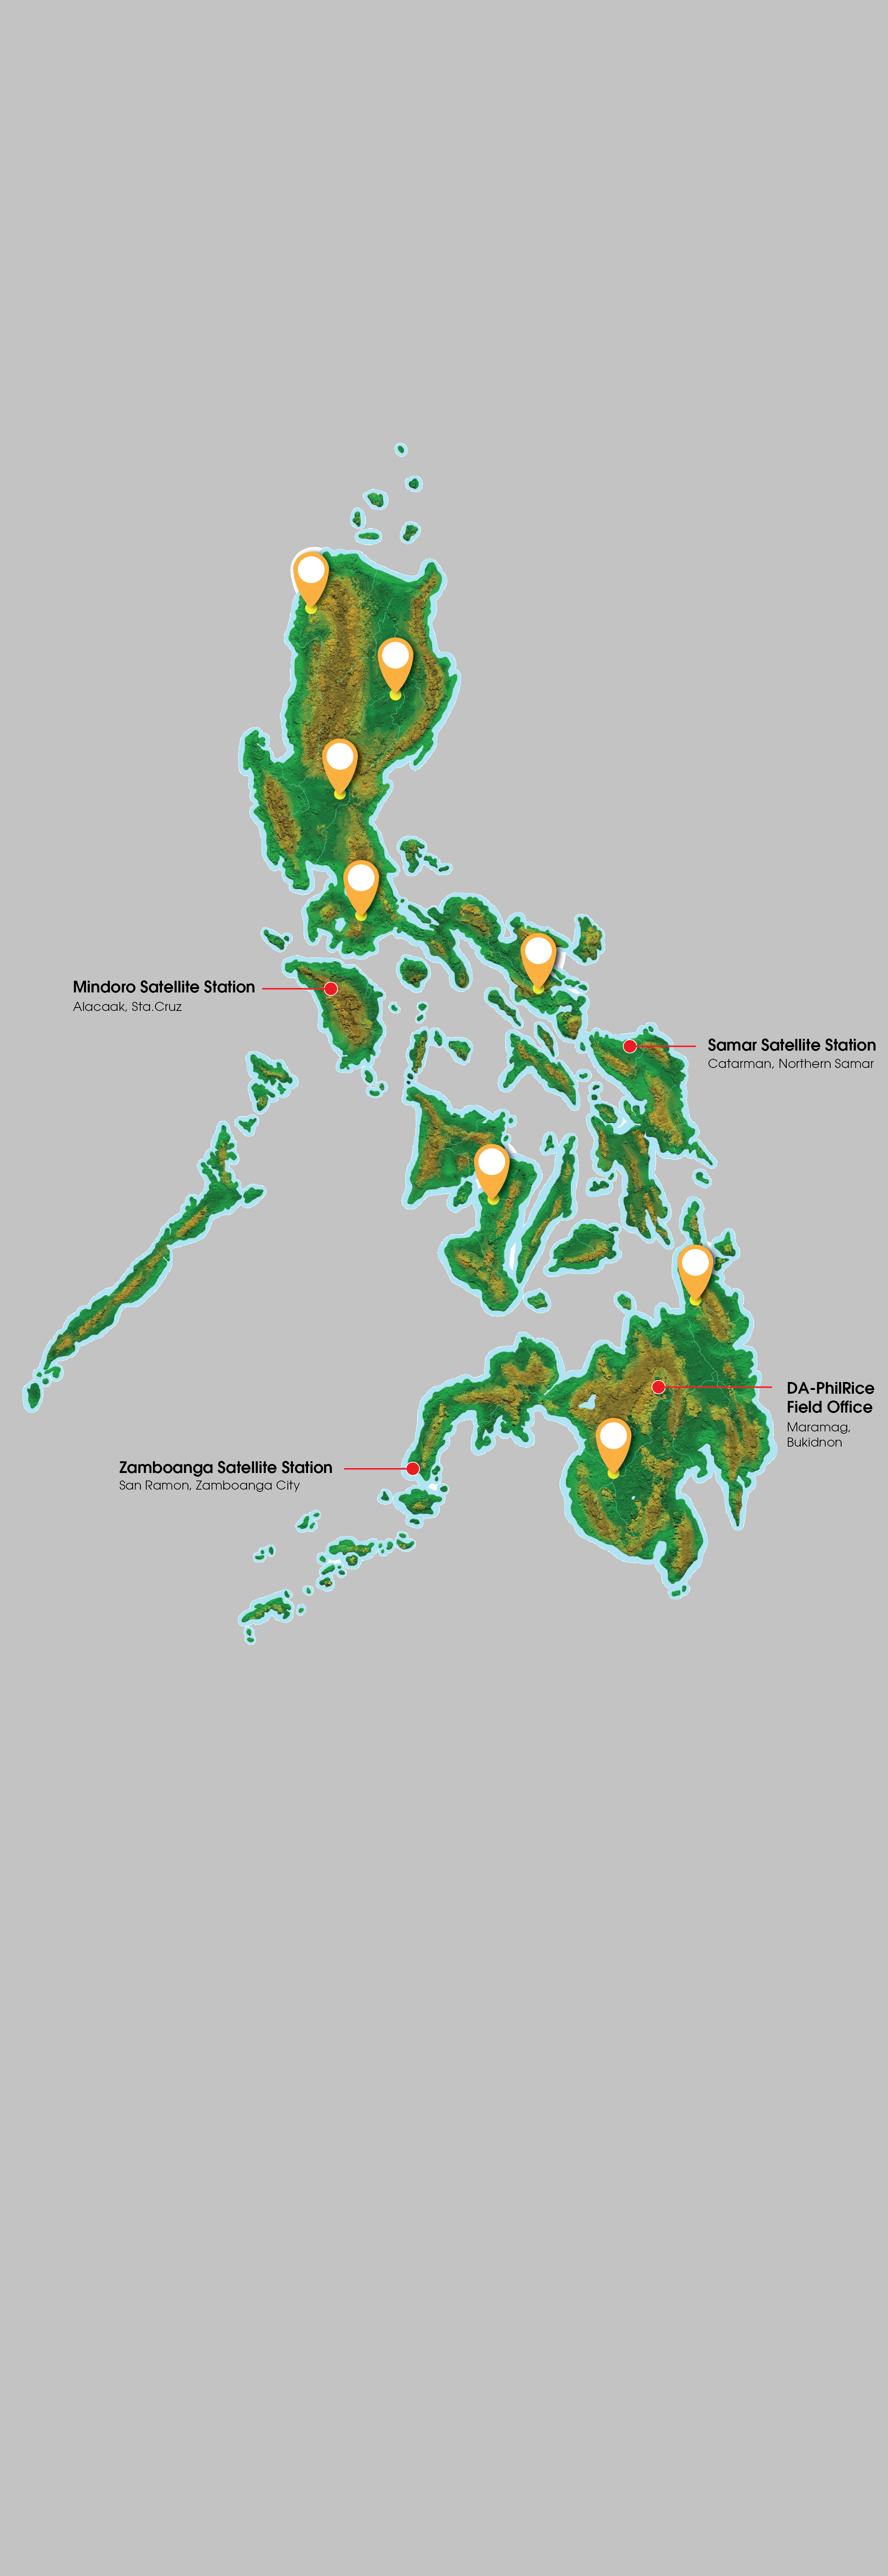 Mindoro Satellite Station
Alacaak, Sta.Cruz
Samar Satellite Station
Catarman, Northern Samar
DA-PhilRice
Field Office
Maramag,
Bukidnon
Zamboanga Satellite Station
San Ramon, Zamboanga City